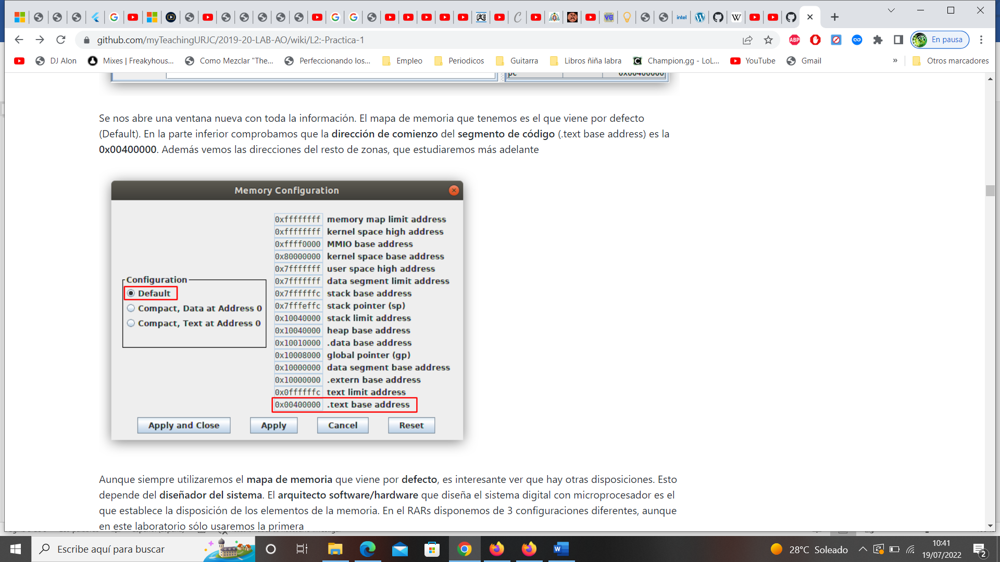 github.com/myTeachingURJC/2019-20-LAB-AO/wiki/L2:-Practica-1
ABP
En pausa
DJ Alon
Mixes | Freakyhous...
Como Mezclar "The...
Perfeccionando los...
Empleo
Periodicos
Guitarra
Libros ñiña labra
Champion.gg - LoL...
YouTube
Gmail
»
Otros marcadores
pc 0x00400000
Se nos abre una ventana nueva con toda la información. El mapa de memoria que tenemos es el que viene por defecto
(Default). En la parte inferior comprobamos que la dirección de comienzo del segmento de código (.text base address) es la
0x00400000. Además vemos las direcciones del resto de zonas, que estudiaremos más adelante
Memory Configuration
Configuration
Default
Compact, Data at Address 0
Compact, Text at Address 0
0xffffffff memory map limit address
0xffffffff kernel space high address
0xffff0000 MMIO base address
0x80000000 kernel space base address
0x7fffffff user space high address
0x7fffffff data segment limit address
0x7ffffffc stack base address
0x7fffeffc stack pointer (sp)
0x10040000 stack limit address
0x10040000 heap base address
0x10010000 .data base address
0x10008000 global pointer (gp)
0x10000000 data segment base address
0x10000000 .extern base address
0x0ffffffc text limit address
0x00400000 .text base address
Apply and Close
Apply
Cancel
Reset
Aunque siempre utilizaremos el mapa de memoria que viene por defecto, es interesante ver que hay otras disposiciones. Esto
depende del diseñador del sistema. El arquitecto software/hardware que diseña el sistema digital con microprocesador es el
que establece la disposición de los elementos de la memoria. En el RARs disponemos de 3 configuraciones diferentes, aunque
en este laboratorio sólo usaremos la primera
Escribe aquí para buscar
28°C Soleado
10:41
19/07/2022
2